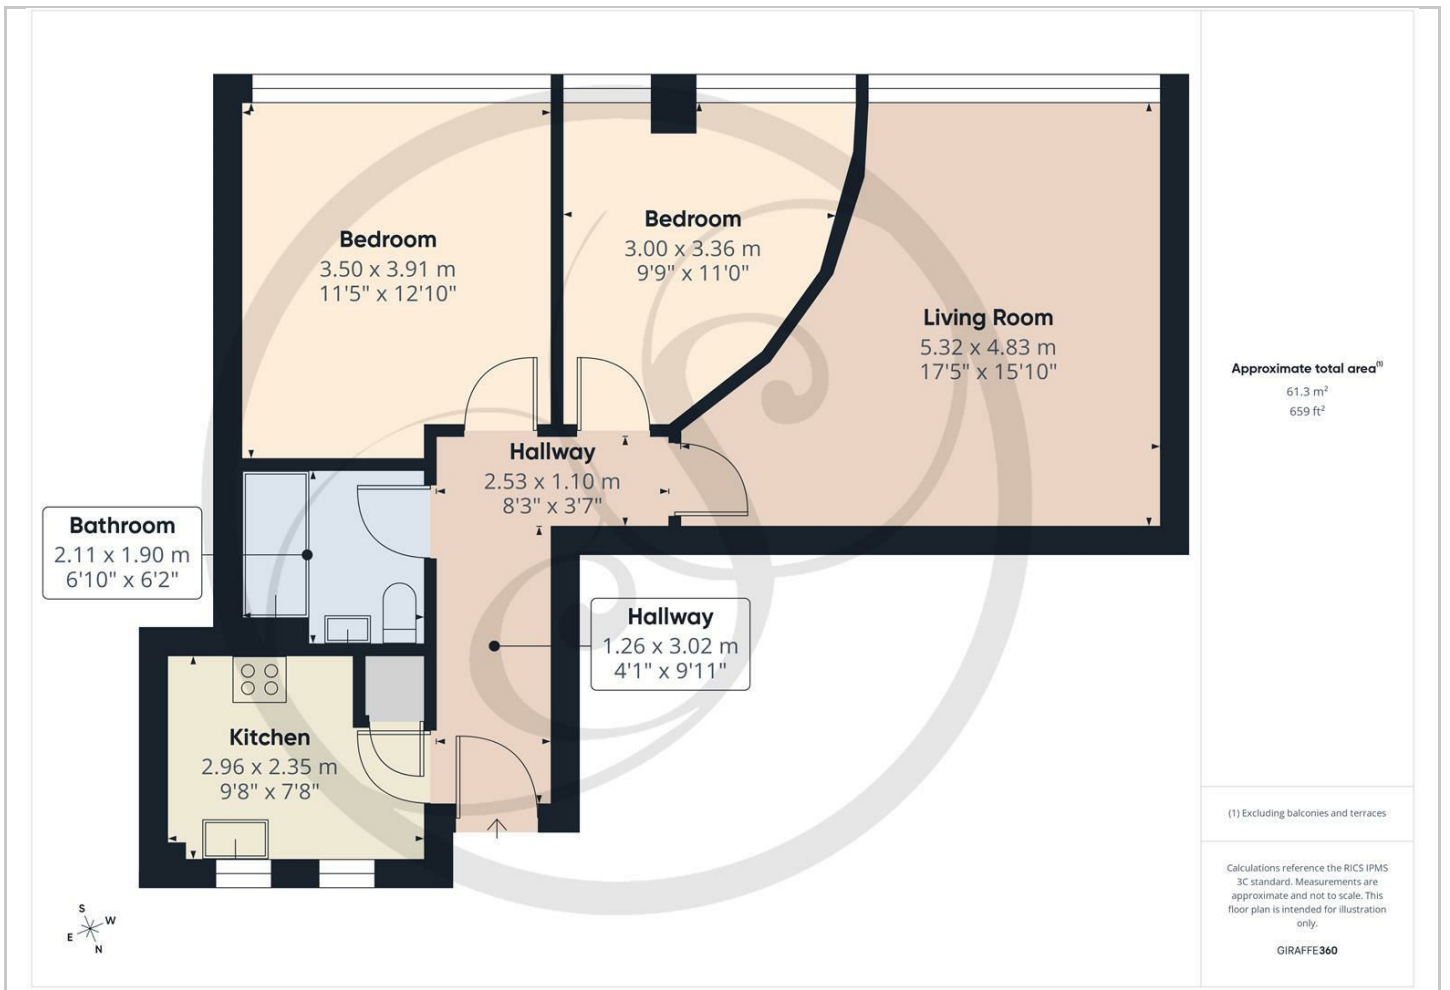 Bedroom
3.50 x 3.91 m
11'5" x 12'10"
Bedroom
3.00 x 3.36 m
9'9" x 11'0"
Living Room
5.32 x 4.83 m
17'5" x 15'10"
Hallway
2.53 x 1.10 m
8'3" x 3'7"
Bathroom
2.11 x 1.90 m
6'10" x 6'2"
Hallway
1.26 x 3.02 m
4'1" x 9'11"
Kitchen
2.96 x 2.35 m
9'8" x 7'8"
S
W
E
N
Approximate total area⁽¹⁾
61.3 m²
659 ft²
(1) Excluding balconies and terraces
Calculations reference the RICS IPMS
3C standard. Measurements are
approximate and not to scale. This
floor plan is intended for illustration
only.
GIRAFFE360